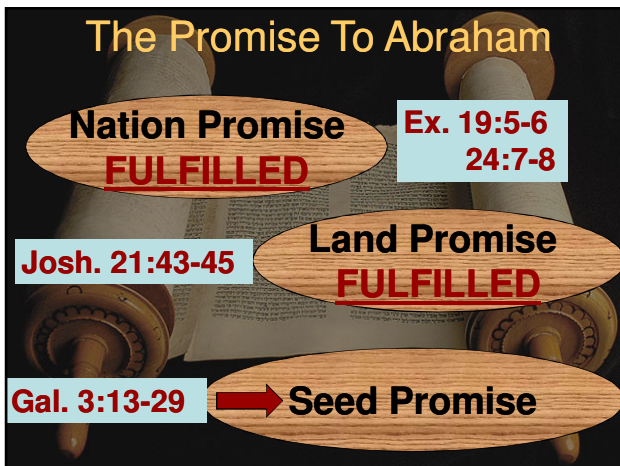 The Promise To Abraham
Nation Promise
FULFILLED
Ex. 19:5-6
24:7-8
Land Promise
FULFILLED
Josh. 21:43-45
Gal. 3:13-29
Seed Promise